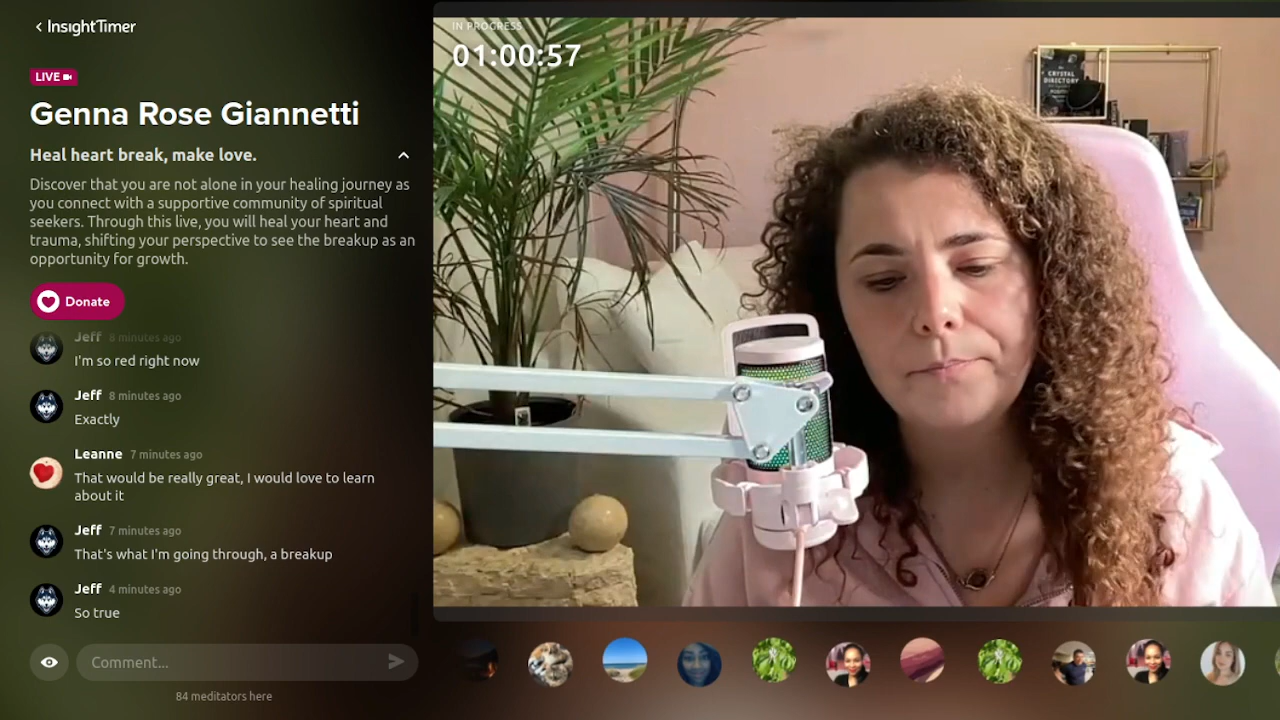 InsightTimer
LIVE
Genna Rose Giannetti
Heal heart break, make love.
Discover that you are not alone in your healing journey as
you connect with a supportive community of spiritual
seekers. Through this live, you will heal your heart and
trauma, shifting your perspective to see the breakup as an
opportunity for growth.
Donate
Jeff 8 minutes ago
I'm so red right now
Jeff 8 minutes ago
Exactly
Leanne 7 minutes ago
That would be really great, I would love to learn
about it
Jeff 7 minutes ago
That's what I'm going through, a breakup
Jeff 4 minutes ago
So true
Comment...
84 meditators here
IN PROGRESS
01:00:57
CRYSTAL
DIRECTORY